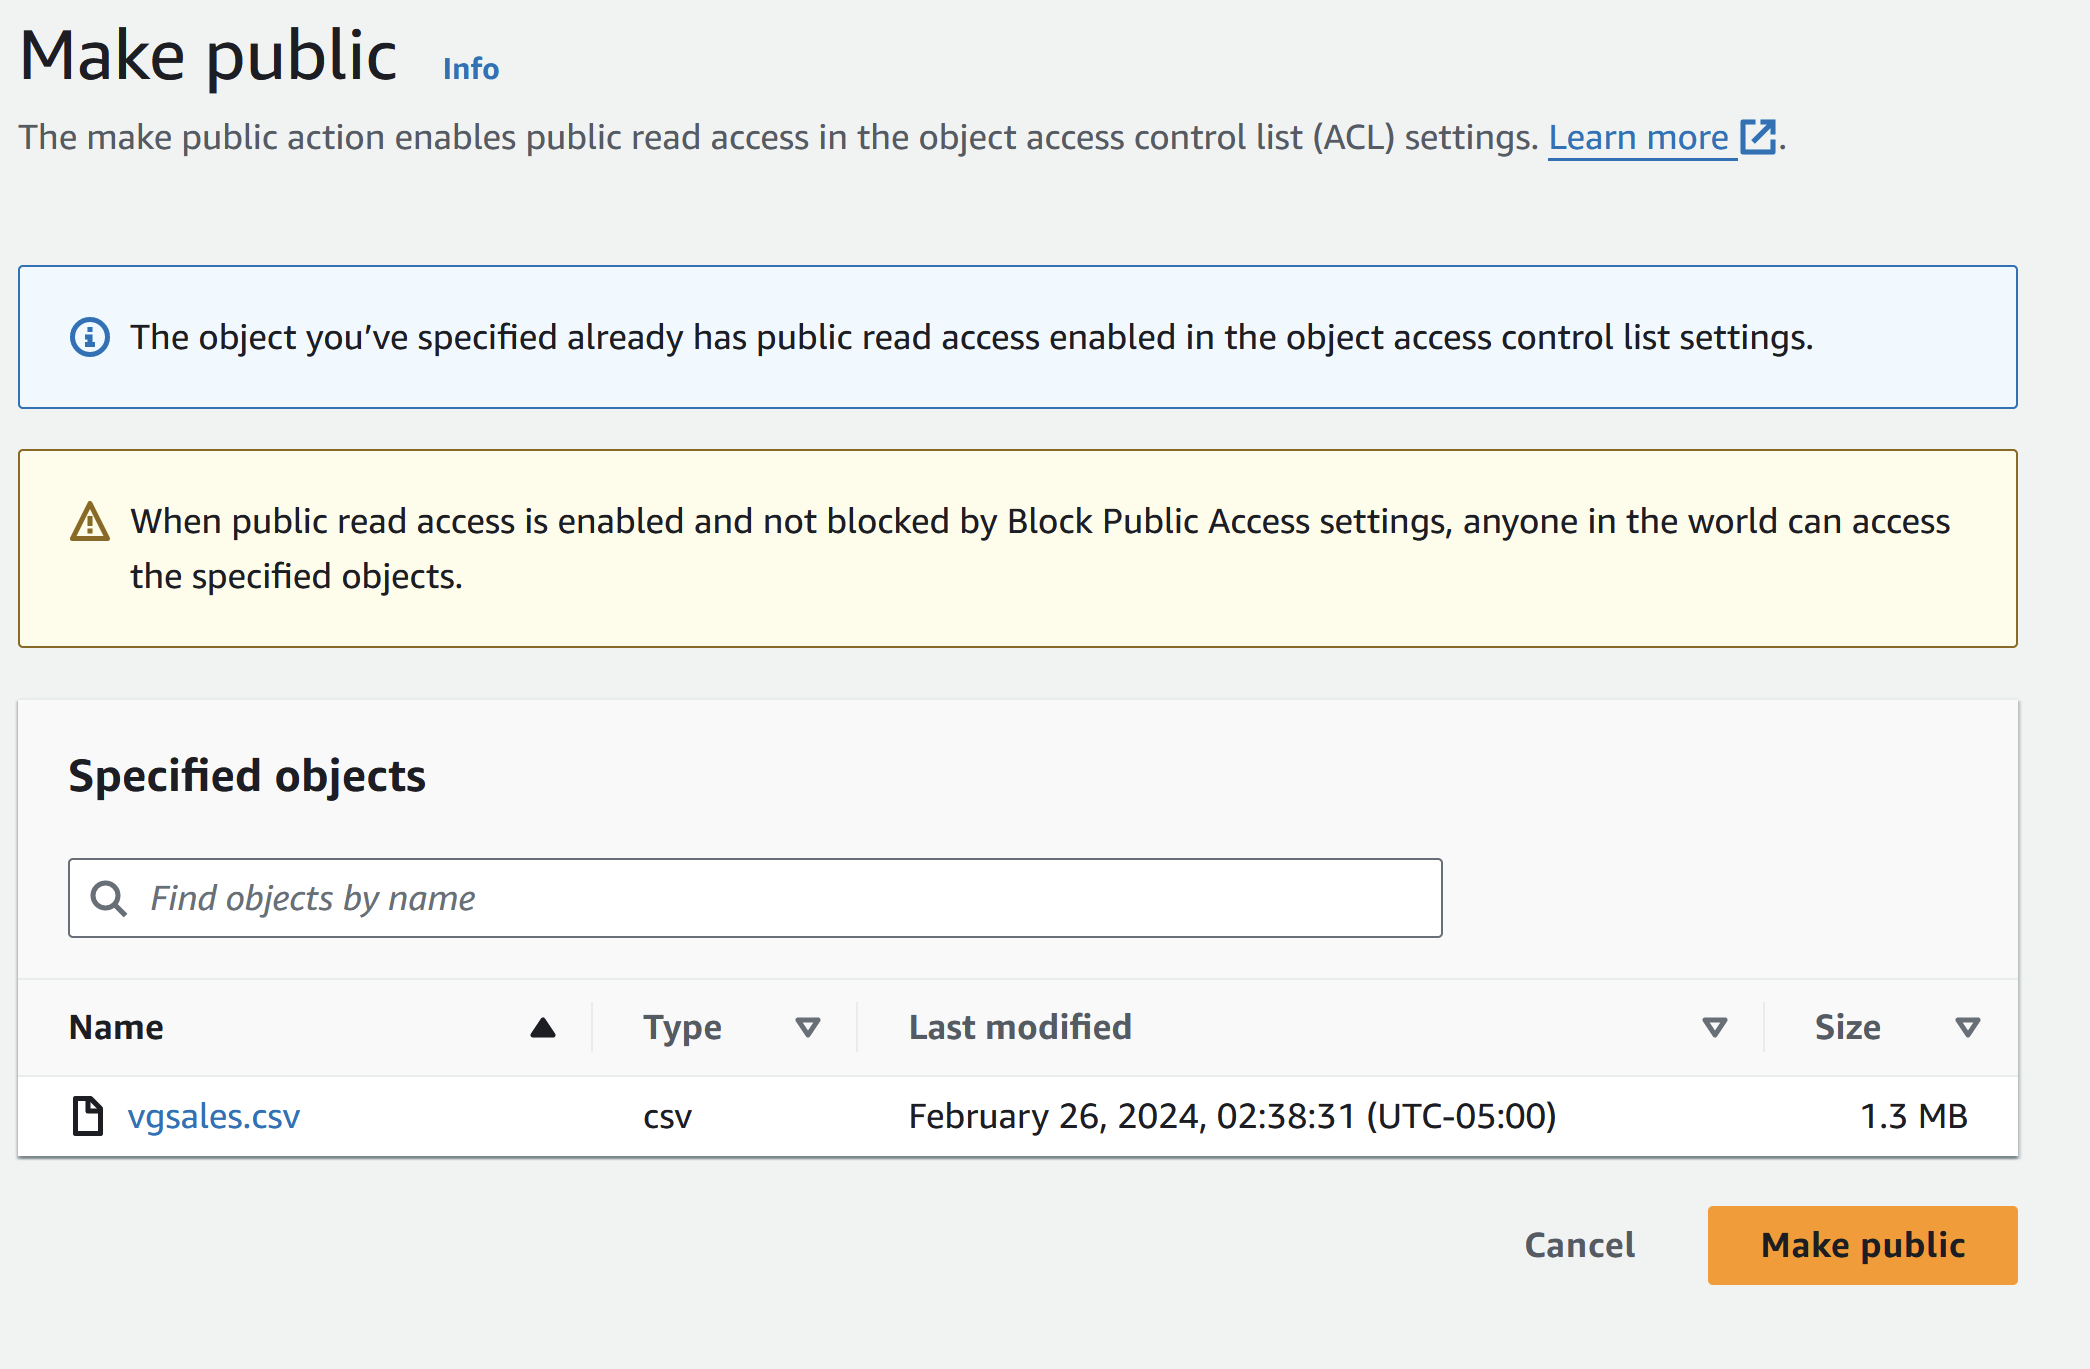 Make public Info
The make public action enables public read access in the object access control list (ACL) settings. Learn more .
The object you’ve specified already has public read access enabled in the object access control list settings.
When public read access is enabled and not blocked by Block Public Access settings, anyone in the world can access
the specified objects.
Specified objects
Find objects by name
Name Type Last modified Size
vgsales.csv csv February 26, 2024, 02:38:31 (UTC-05:00) 1.3 MB
Cancel Make public